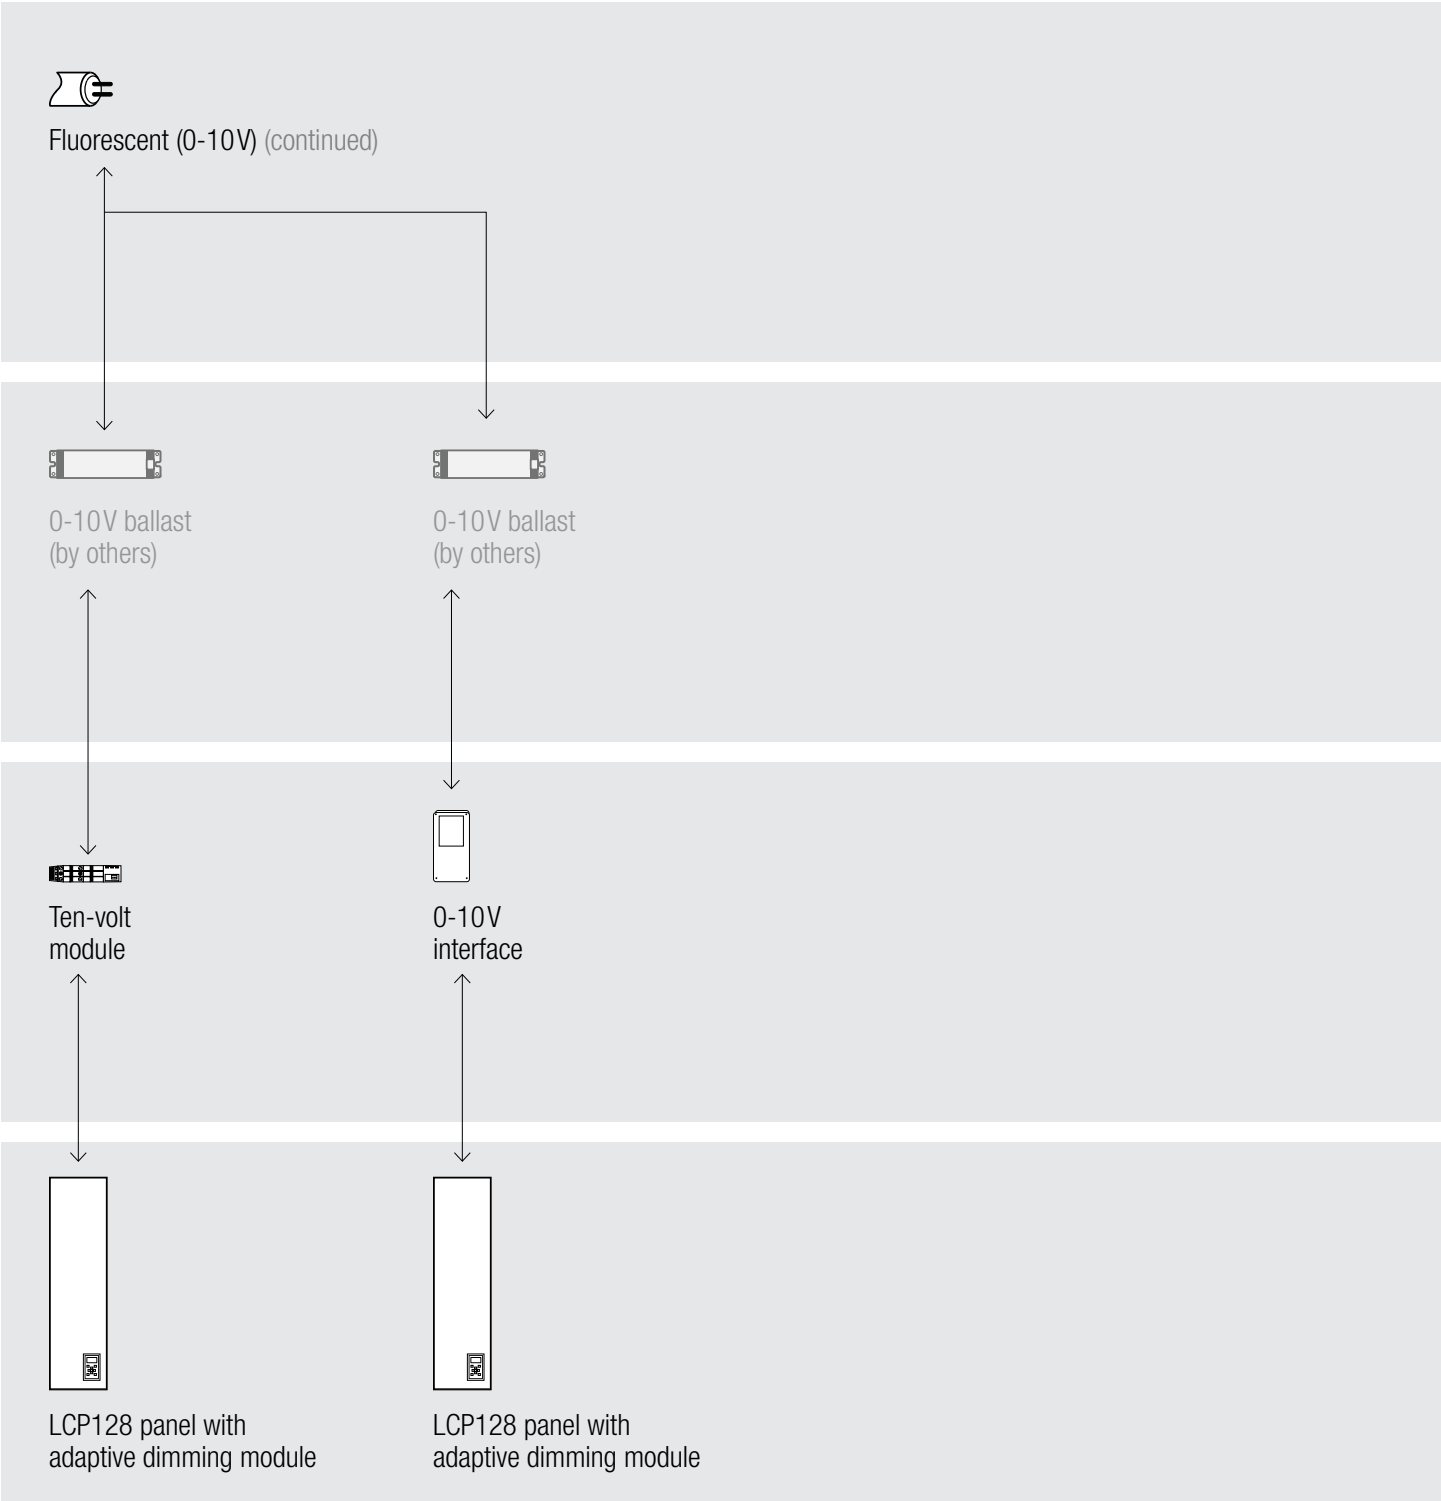 Fluorescent (0-10V) (continued)
0-10V ballast
(by others)
0-10V ballast
(by others)
Ten-volt
module
0-10V
interface
LCP128 panel with
adaptive dimming module
LCP128 panel with
adaptive dimming module